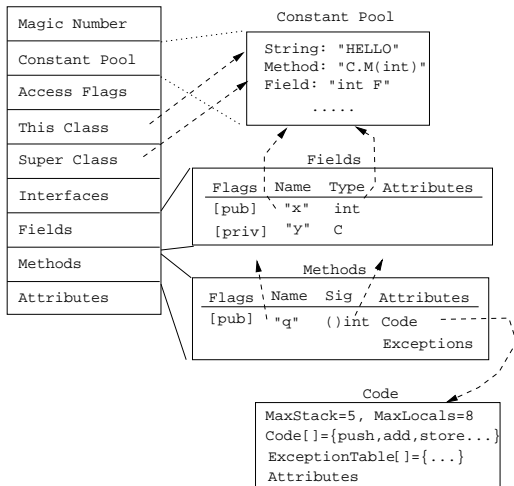 Magic Number
Constant Pool
Access Flags
This Class
Super Class
Interfaces
Fields
Methods
Attributes
Constant Pool
String: "HELLO"
Method: "C.M(int)"
Field: "int F"
.....
Fields
Flags Name Type Attributes
[pub] "x" int
[priv] "y" C
Methods
Flags Name Sig Attributes
[pub] "q" ()int Code
Exceptions
Code
MaxStack=5, MaxLocals=8
Code[]={push,add,store...}
ExceptionTable[]={...}
Attributes